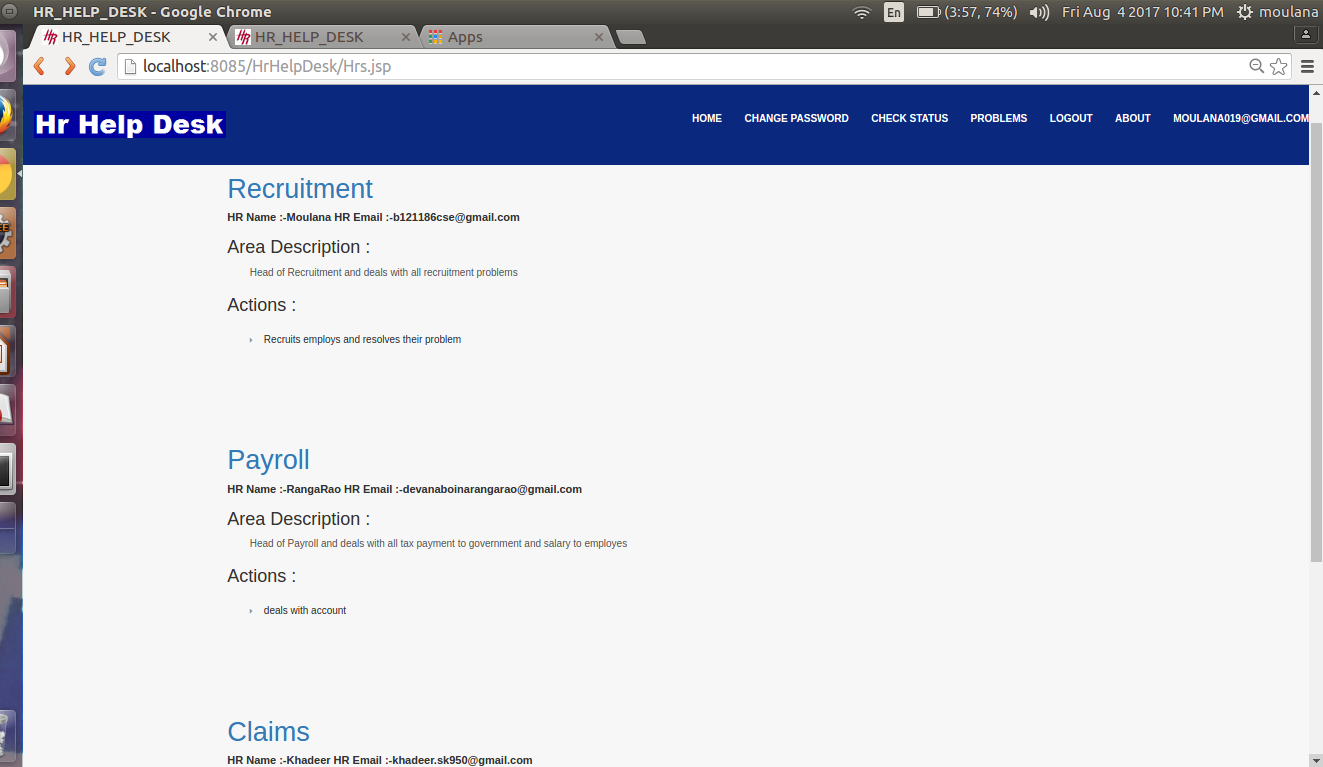 HR_HELP_DESK - Google Chrome
En (3:57, 74%) Fri Aug 4 2017 10:41 PM moulana
HR_HELP_DESK HR_HELP_DESK Apps
localhost:8085/HrHelpDesk/Hrs.jsp
Hr Help Desk
HOME CHANGE PASSWORD CHECK STATUS PROBLEMS LOGOUT ABOUT MOULANA019@GMAIL.COM
Recruitment
HR Name :-Moulana HR Email :-b121186cse@gmail.com
Area Description :
Head of Recruitment and deals with all recruitment problems
Actions :
Recruits employs and resolves their problem
Payroll
HR Name :-RangaRao HR Email :-devanaboinarangarao@gmail.com
Area Description :
Head of Payroll and deals with all tax payment to government and salary to employes
Actions :
deals with account
Claims
HR Name :-Khadeer HR Email :-khadeer.sk950@gmail.com